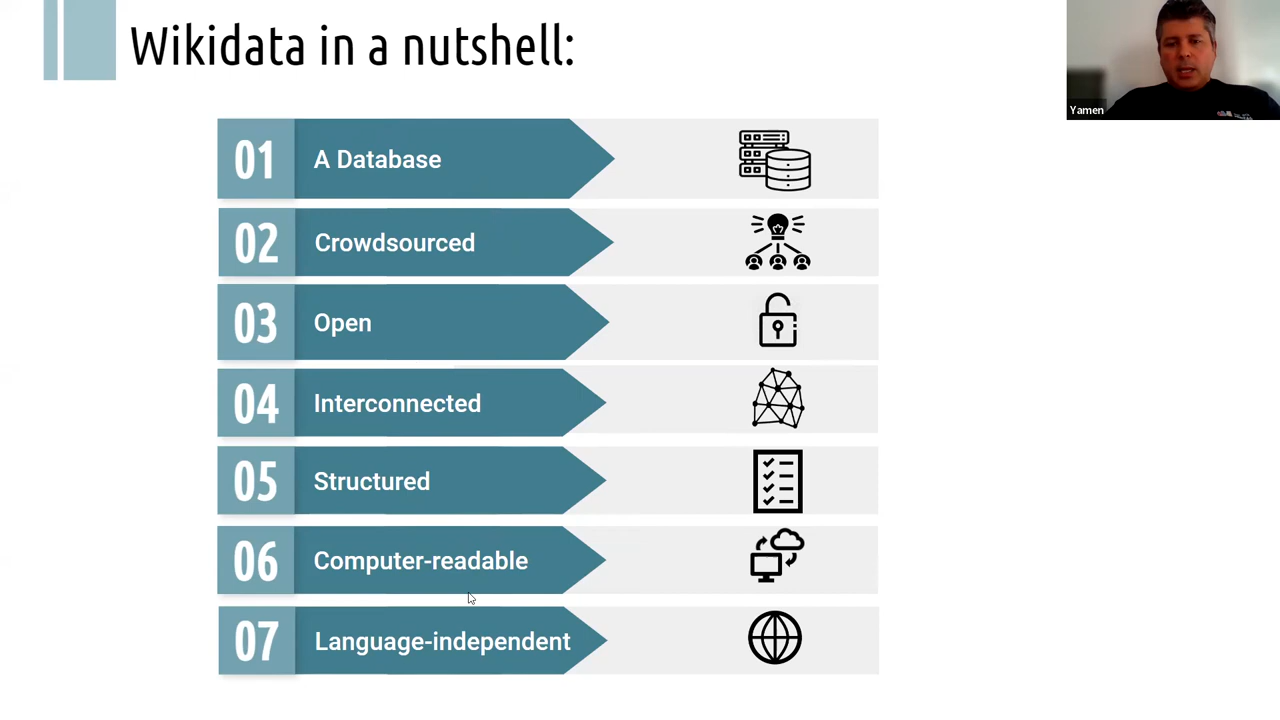 Wikidata in a nutshell:
Yamen
01 A Database
02 Crowdsourced
03 Open
04 Interconnected
05 Structured
06 Computer-readable
07 Language-independent